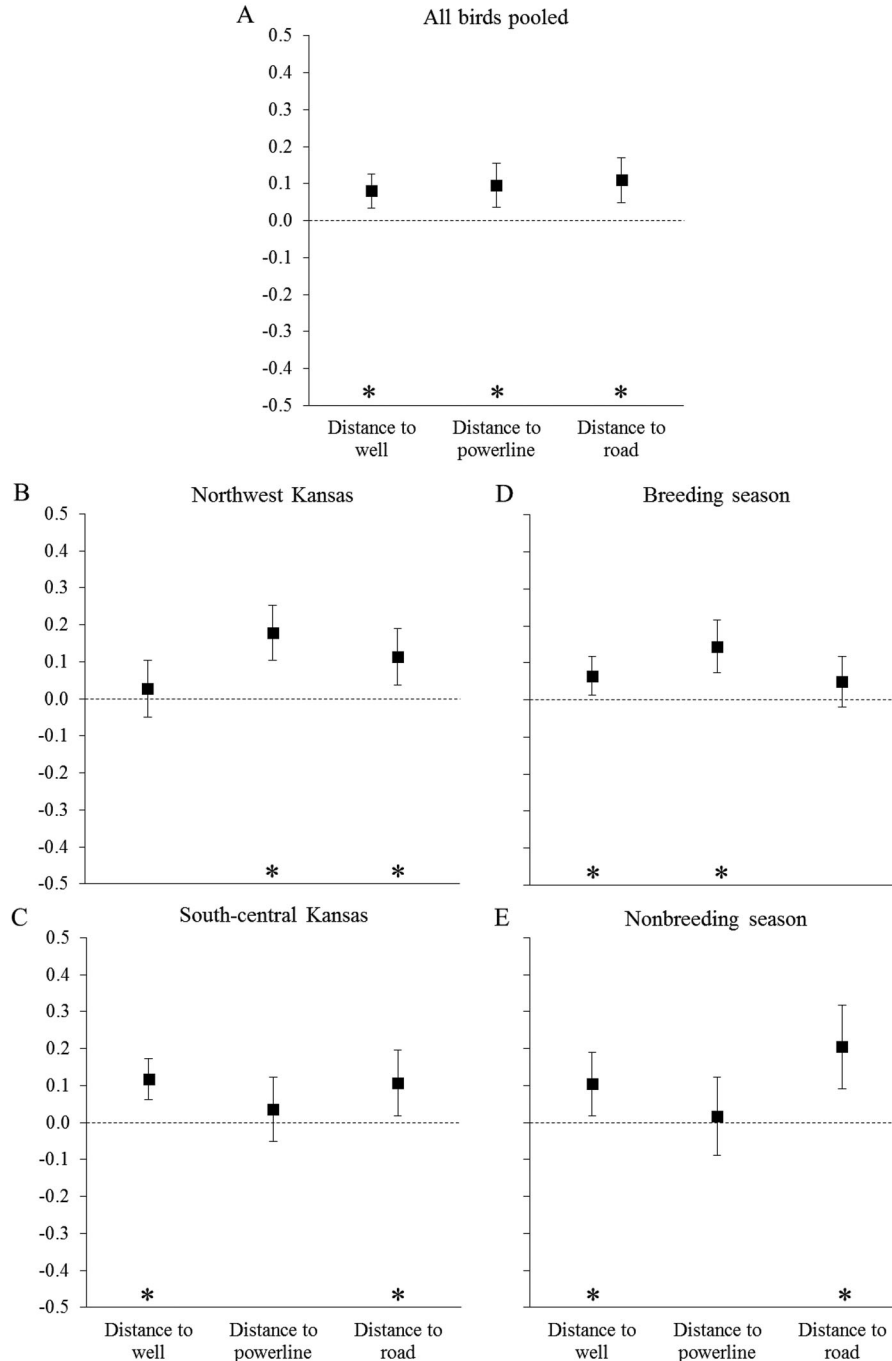 A
All birds pooled
0.5
0.4
0.3
0.2
0.1
0.0
-0.1
-0.2
-0.3
-0.4
-0.5
* * *
Distance to well
Distance to powerline
Distance to road
B
Northwest Kansas
0.5
0.4
0.3
0.2
0.1
0.0
-0.1
-0.2
-0.3
-0.4
-0.5
* *
D
Breeding season
* *
C
South-central Kansas
0.5
0.4
0.3
0.2
0.1
0.0
-0.1
-0.2
-0.3
-0.4
-0.5
* *
Distance to well
Distance to powerline
Distance to road
E
Nonbreeding season
* *
Distance to well
Distance to powerline
Distance to road